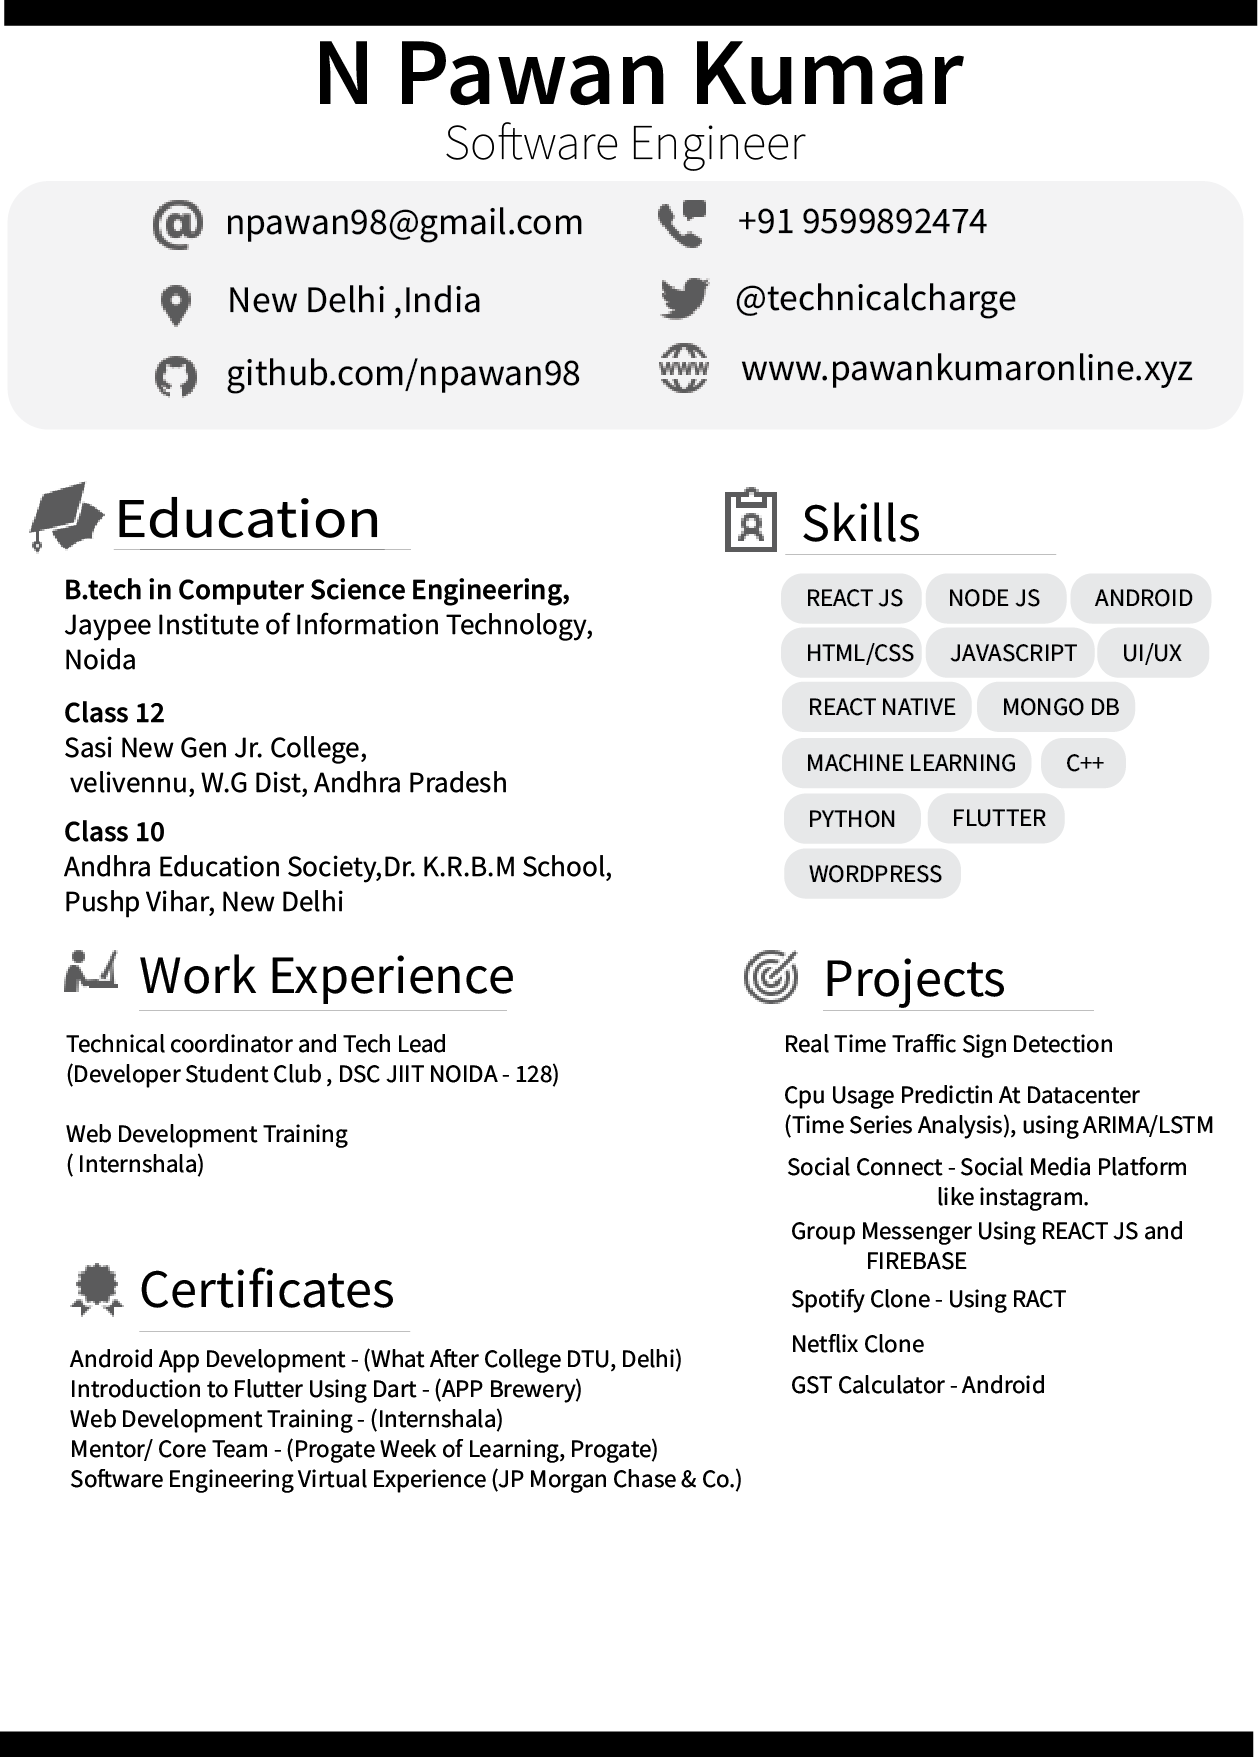 N Pawan Kumar
Software Engineer
@ npawan98@gmail.com
+91 9599892474
New Delhi ,India
@technicalcharge
github.com/npawan98
www www.pawankumaronline.xyz
Education
B.tech in Computer Science Engineering,
Jaypee Institute of Information Technology,
Noida
Class 12
Sasi New Gen Jr. College,
velivennu, W.G Dist, Andhra Pradesh
Class 10
Andhra Education Society,Dr. K.R.B.M School,
Pushp Vihar, New Delhi
Skills
REACT JS NODE JS ANDROID
HTML/CSS JAVASCRIPT UI/UX
REACT NATIVE MONGO DB
MACHINE LEARNING C++
PYTHON FLUTTER
WORDPRESS
Work Experience
Technical coordinator and Tech Lead
(Developer Student Club , DSC JIIT NOIDA - 128)
Web Development Training
( Internshala)
Projects
Real Time Traffic Sign Detection
Cpu Usage Predictin At Datacenter
(Time Series Analysis), using ARIMA/LSTM
Social Connect - Social Media Platform
like instagram.
Group Messenger Using REACT JS and
FIREBASE
Spotify Clone - Using RACT
Netflix Clone
GST Calculator - Android
Certificates
Android App Development - (What After College DTU, Delhi)
Introduction to Flutter Using Dart - (APP Brewery)
Web Development Training - (Internshala)
Mentor/ Core Team - (Progate Week of Learning, Progate)
Software Engineering Virtual Experience (JP Morgan Chase & Co.)